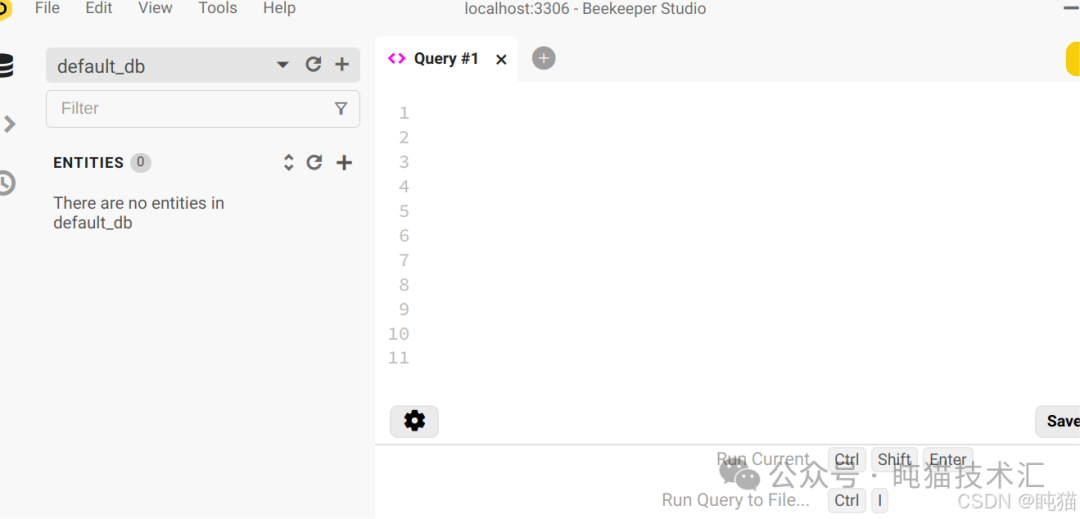 File Edit View Tools Help
localhost:3306 - Beekeeper Studio
default_db
Filter
ENTITIES 0
There are no entities in
default_db
Query #1
1
2
3
4
5
6
7
8
9
10
11
Save
Run Current Ctrl Shift Enter
公众号 · 盹猫技术汇
Run Query to File... Ctrl I
CSDN @盹猫